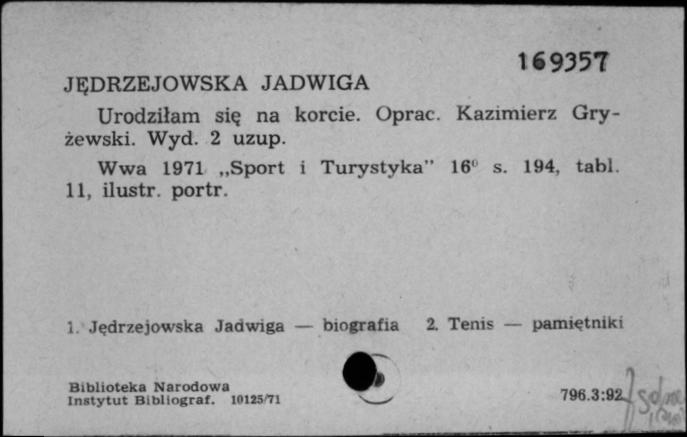 169357
JĘDRZEJOWSKA JADWIGA
Urodziłam się na korcie. Oprac. Kazimierz Gry-
żewski. Wyd. 2 uzup.
Wwa 1971 „Sport i Turystyka” 16⁰ s. 194, tabl.
11, ilustr. portr.
1. Jędrzejowska Jadwiga — biografia 2. Tenis — pamiętniki
Biblioteka Narodowa
Instytut Bibliograf. 10125/71
796.3:92